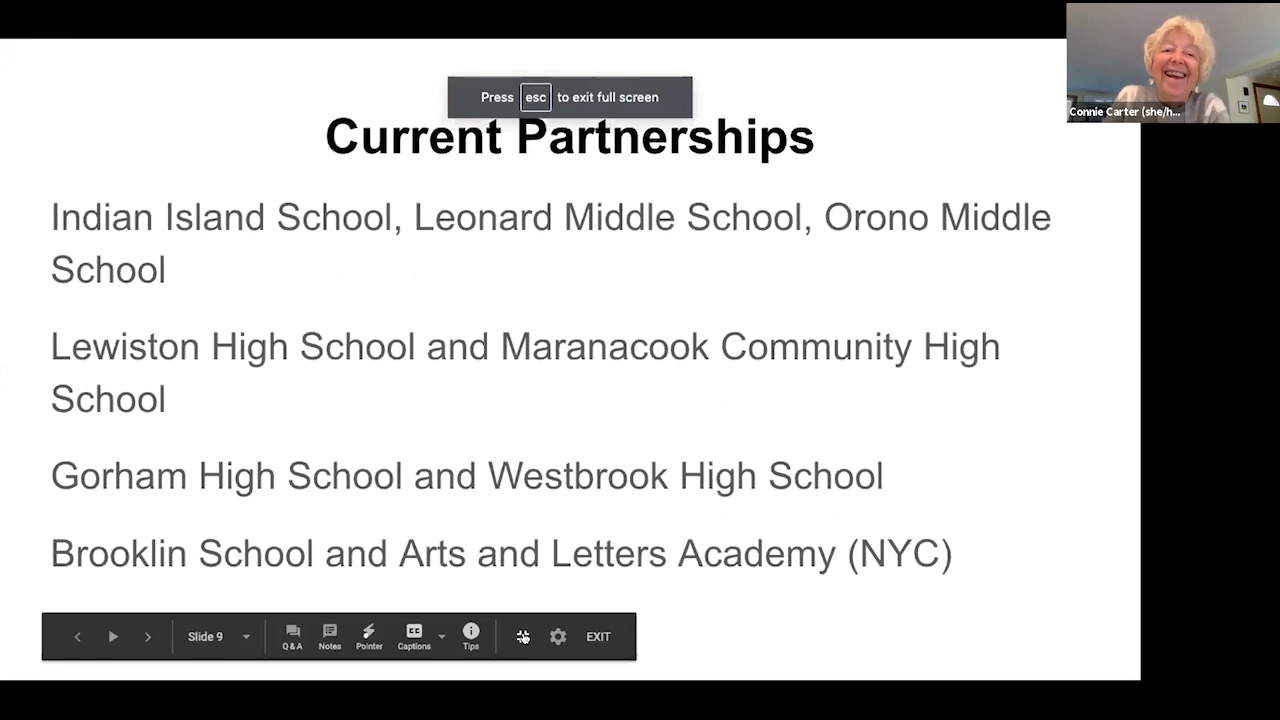 Press esc to exit full screen
Connie Carter (she/h...
Current Partnerships
Indian Island School, Leonard Middle School, Orono Middle
School
Lewiston High School and Maranacook Community High
School
Gorham High School and Westbrook High School
Brooklin School and Arts and Letters Academy (NYC)
Slide 9
Q & A
Notes
Pointer
CC
Captions
Tips
EXIT